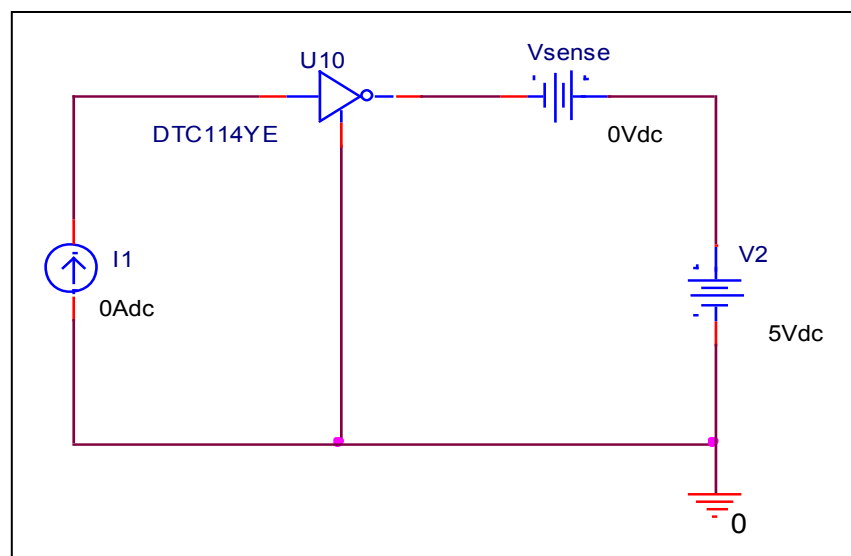 U10
Vsense
DTC114YE
0Vdc
I1
0Adc
V2
5Vdc
0